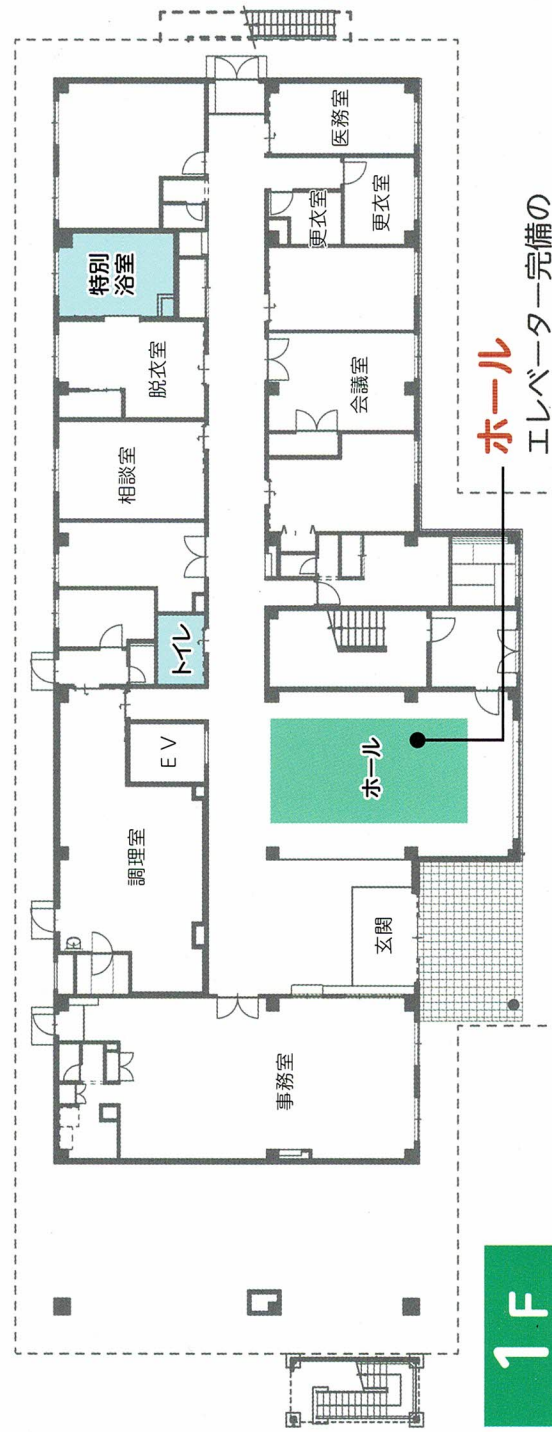 特別
浴室
脱衣室
相談室
トイレ
EV
調理室
事務室
医務室
更衣室
更衣室
会議室
ホール
玄関
ホール
エレベーター完備の
1F